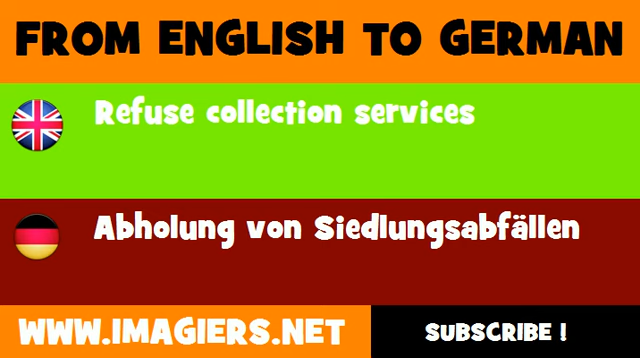 FROM ENGLISH TO GERMAN
Refuse collection services
Abholung von Siedlungsabfällen
WWW.IMAGIERS.NET
SUBSCRIBE !